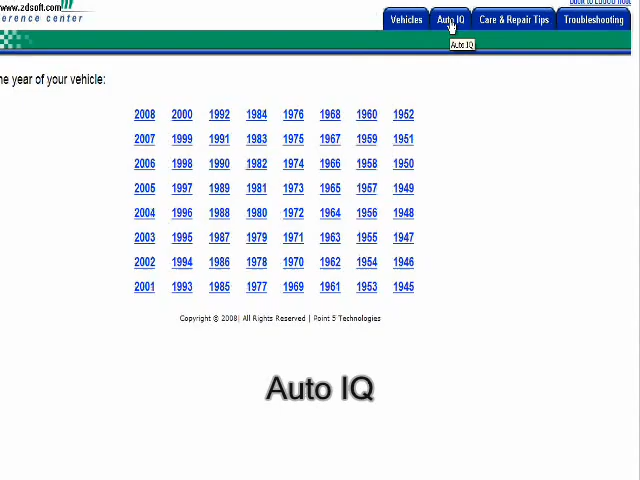 www.zdsoft.com
back to EBSCO host
erence center
Vehicles Auto IQ Care & Repair Tips Troubleshooting
Auto IQ
he year of your vehicle:
2008 2000 1992 1984 1976 1968 1960 1952
2007 1999 1991 1983 1975 1967 1959 1951
2006 1998 1990 1982 1974 1966 1958 1950
2005 1997 1989 1981 1973 1965 1957 1949
2004 1996 1988 1980 1972 1964 1956 1948
2003 1995 1987 1979 1971 1963 1955 1947
2002 1994 1986 1978 1970 1962 1954 1946
2001 1993 1985 1977 1969 1961 1953 1945
Copyright © 2008| All Rights Reserved | Point 5 Technologies
Auto IQ